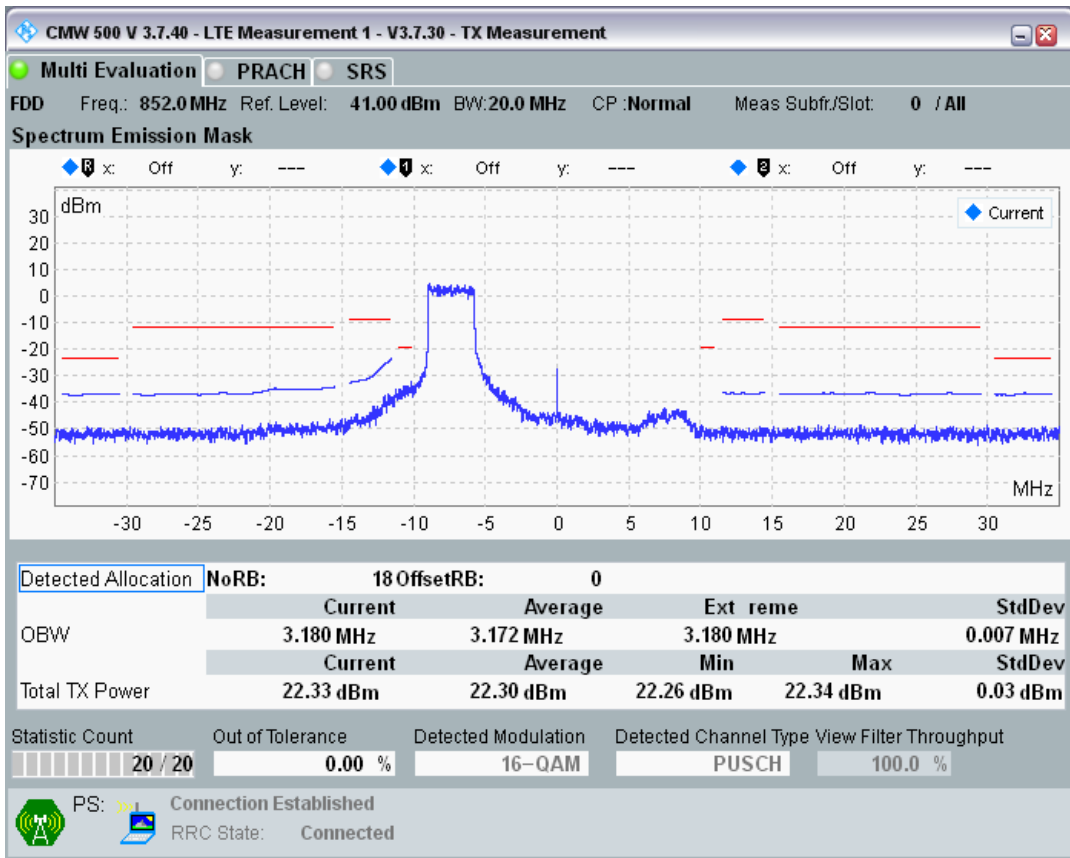 CMW 500 V 3.7.40 - LTE Measurement 1 - V3.7.30 - TX Measurement
Multi Evaluation PRACH SRS
FDD Freq.: 852.0 MHz Ref. Level: 41.00 dBm BW:20.0 MHz CP :Normal Meas Subfr./Slot: 0 / All
Spectrum Emission Mask
R x: Off y: --- 1 x: Off y: --- 2 x: Off y: ---
dBm
Current
30
20
10
0
-10
-20
-30
-40
-50
-60
-70
MHz
-30 -25 -20 -15 -10 -5 0 5 10 15 20 25 30
Detected Allocation NoRB: 18 OffsetRB: 0
Current Average Ext reme StdDev
OBW 3.180 MHz 3.172 MHz 3.180 MHz 0.007 MHz
Current Average Min Max StdDev
Total TX Power 22.33 dBm 22.30 dBm 22.26 dBm 22.34 dBm 0.03 dBm
Statistic Count Out of Tolerance Detected Modulation Detected Channel Type View Filter Throughput
20 / 20 0.00 % 16-QAM PUSCH 100.0 %
PS: Connection Established
RRC State: Connected